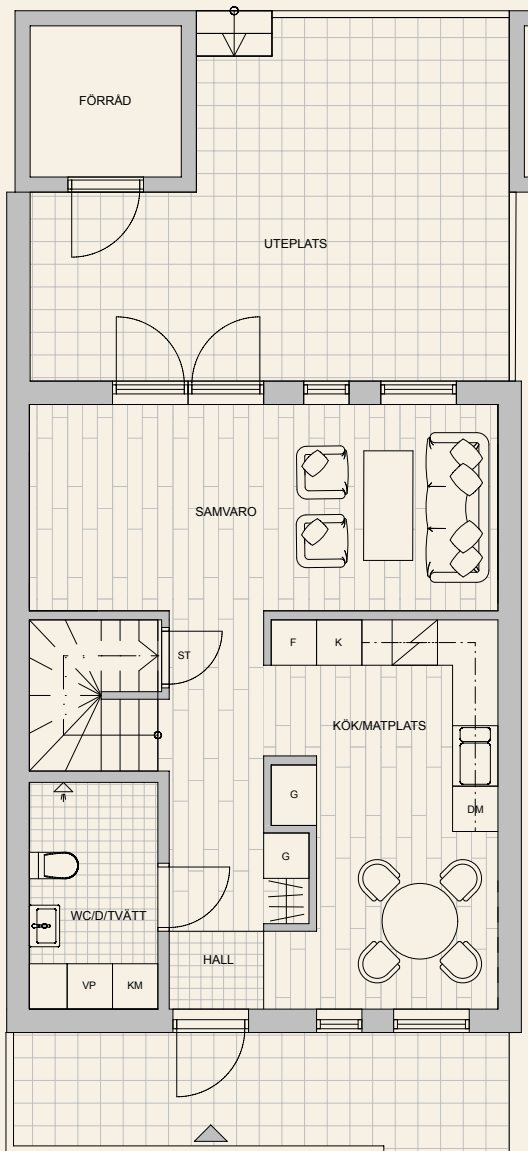 FÖRRÅD
UTEPLATS
SAMVARO
F
K
ST
KÖK/MATPLATS
G
DM
G
WC/D/TVÄTT
HALL
VP
KM